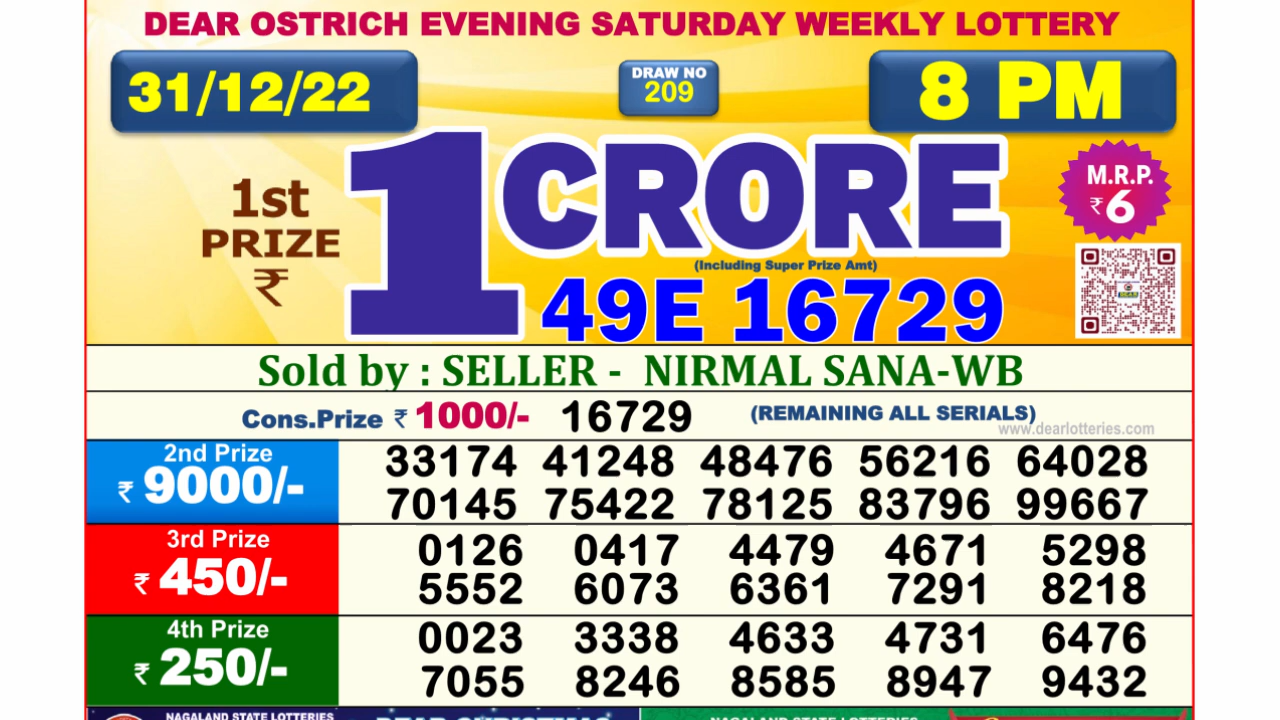 DEAR OSTRICH EVENING SATURDAY WEEKLY LOTTERY
31/12/22
DRAW NO
209
8 PM
1st
PRIZE
₹
1 CRORE
M.R.P.
₹6
(Including Super Prize Amt)
49E 16729
Sold by : SELLER - NIRMAL SANA-WB
Cons.Prize ₹ 1000/- 16729 (REMAINING ALL SERIALS)
www.dearlotteries.com
2nd Prize
₹ 9000/-
33174 41248 48476 56216 64028
70145 75422 78125 83796 99667
3rd Prize
₹ 450/-
0126 0417 4479 4671 5298
5552 6073 6361 7291 8218
4th Prize
₹ 250/-
0023 3338 4633 4731 6476
7055 8246 8585 8947 9432
NAGALAND STATE LOTTERIES
DEAR CHRISTMAS
NAGALAND STATE LOTTERIES